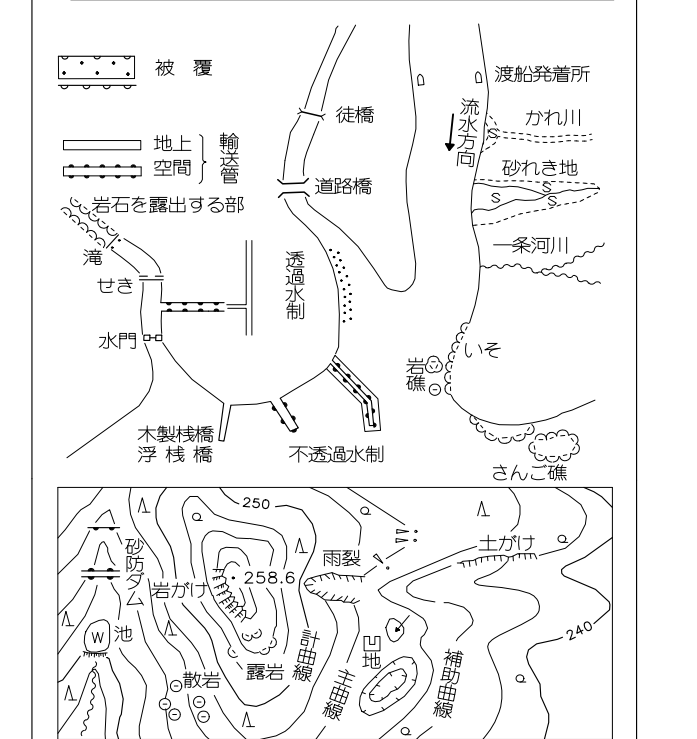 被覆
渡船発着所
流水方向
かれ川
徒橋
地上
空間
輸送管
砂れき地
道路橋
岩石を露出する部
滝
せき
透過水制
一条河川
水門
いそ
岩礁
木製桟橋
浮桟橋
不透過水制
さんご礁
250
砂防ダム
雨裂
土がけ
岩がけ
258.6
W
池
計曲線
凹地
240
露岩
散岩
主曲線
補助曲線